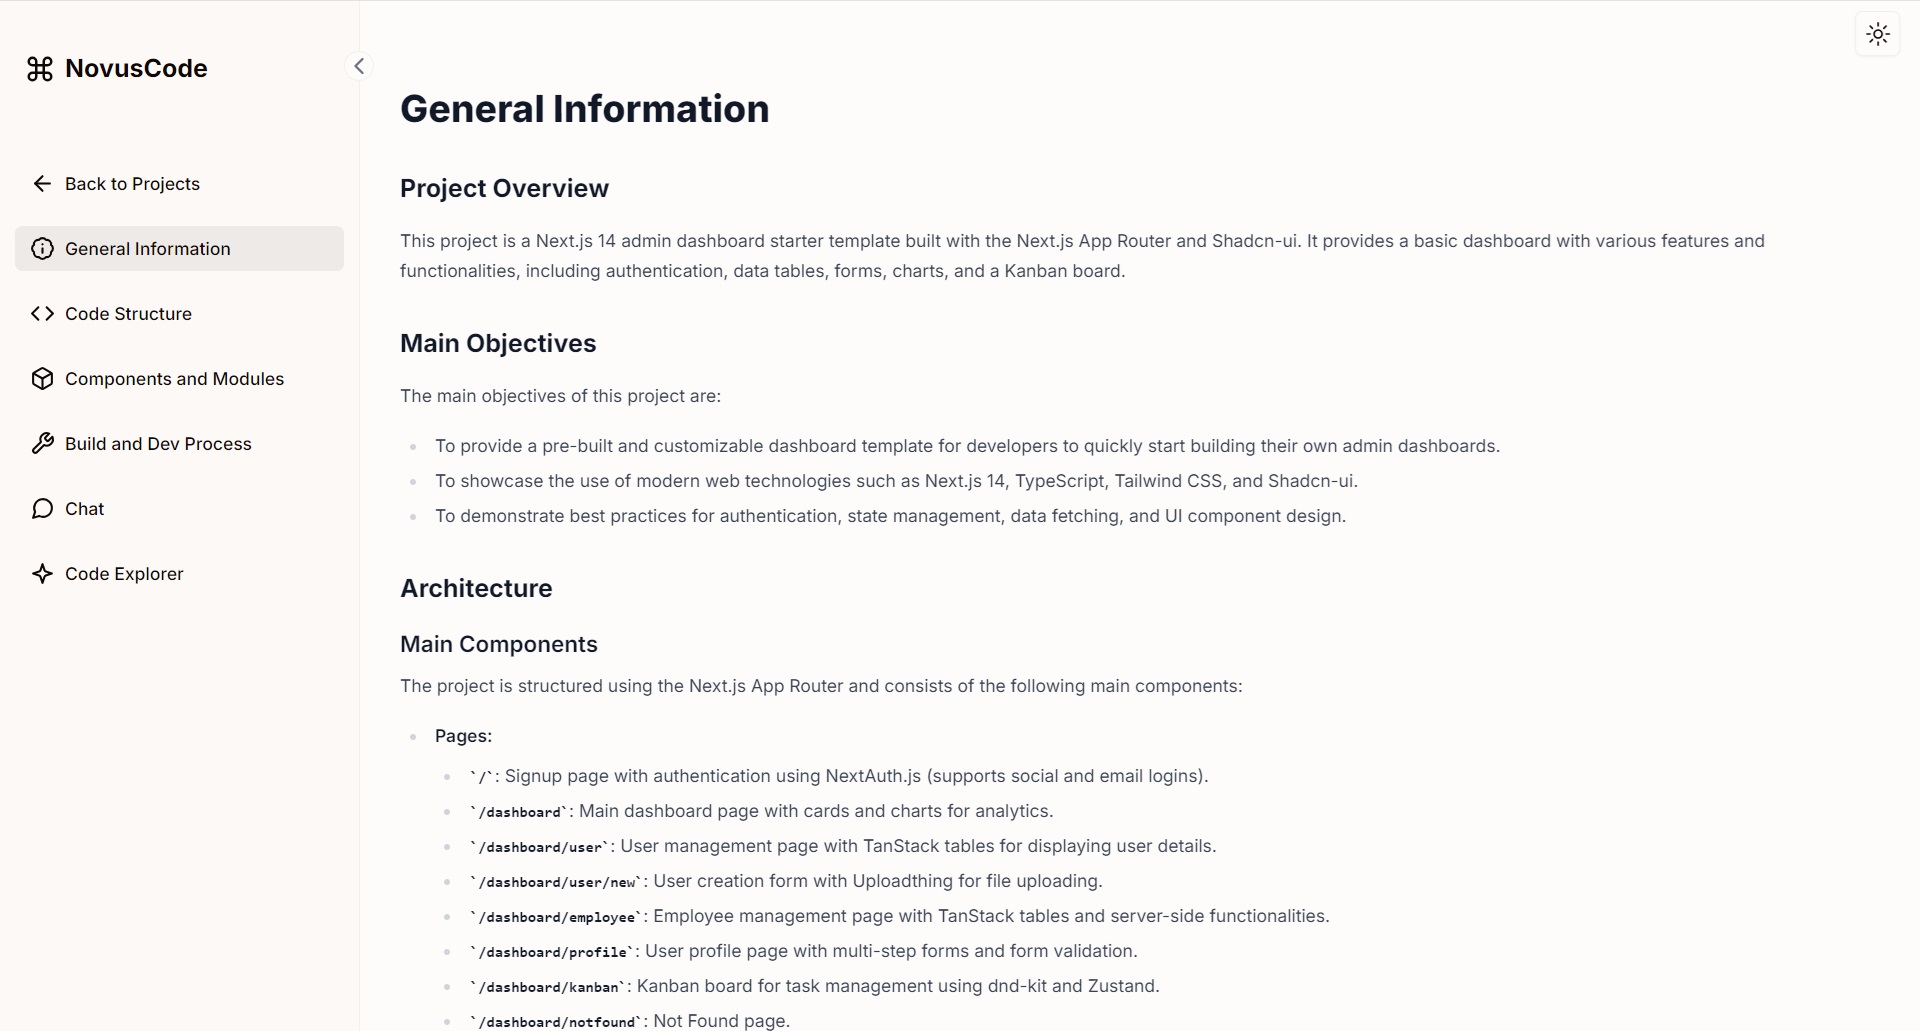 NovusCode
Back to Projects
General Information
Code Structure
Components and Modules
Build and Dev Process
Chat
Code Explorer
General Information
Project Overview
This project is a Next.js 14 admin dashboard starter template built with the Next.js App Router and Shadcn-ui. It provides a basic dashboard with various features and
functionalities, including authentication, data tables, forms, charts, and a Kanban board.
Main Objectives
The main objectives of this project are:
To provide a pre-built and customizable dashboard template for developers to quickly start building their own admin dashboards.
To showcase the use of modern web technologies such as Next.js 14, TypeScript, Tailwind CSS, and Shadcn-ui.
To demonstrate best practices for authentication, state management, data fetching, and UI component design.
Architecture
Main Components
The project is structured using the Next.js App Router and consists of the following main components:
Pages:
`/`: Signup page with authentication using NextAuth.js (supports social and email logins).
`/dashboard`: Main dashboard page with cards and charts for analytics.
`/dashboard/user`: User management page with TanStack tables for displaying user details.
`/dashboard/user/new`: User creation form with Uploadthing for file uploading.
`/dashboard/employee`: Employee management page with TanStack tables and server-side functionalities.
`/dashboard/profile`: User profile page with multi-step forms and form validation.
`/dashboard/kanban`: Kanban board for task management using dnd-kit and Zustand.
`/dashboard/notfound`: Not Found page.